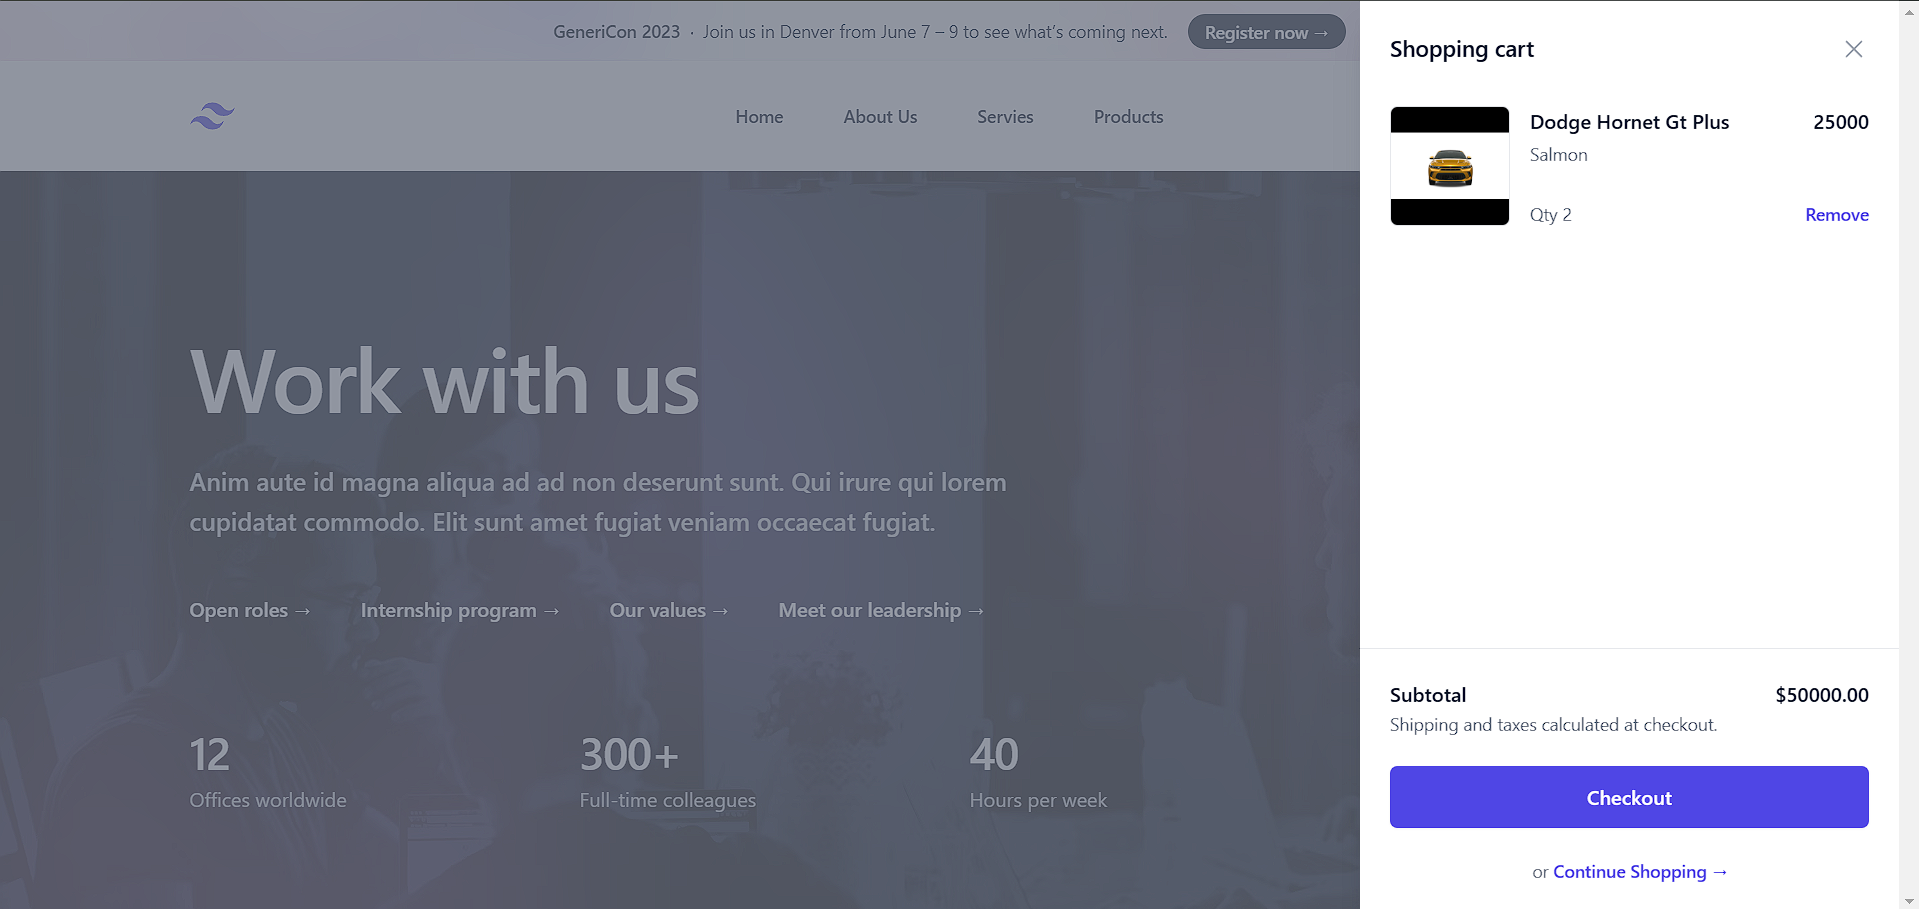 GeneriCon 2023 · Join us in Denver from June 7 – 9 to see what’s coming next. Register now →
Home About Us Servies Products
Work with us
Anim aute id magna aliqua ad ad non deserunt sunt. Qui irure qui lorem
cupidatat commodo. Elit sunt amet fugiat veniam occaecat fugiat.
Open roles → Internship program → Our values → Meet our leadership →
12 300+ 40
Offices worldwide Full-time colleagues Hours per week
Shopping cart
Dodge Hornet Gt Plus 25000
Salmon
Qty 2 Remove
Subtotal $50000.00
Shipping and taxes calculated at checkout.
Checkout
or Continue Shopping →